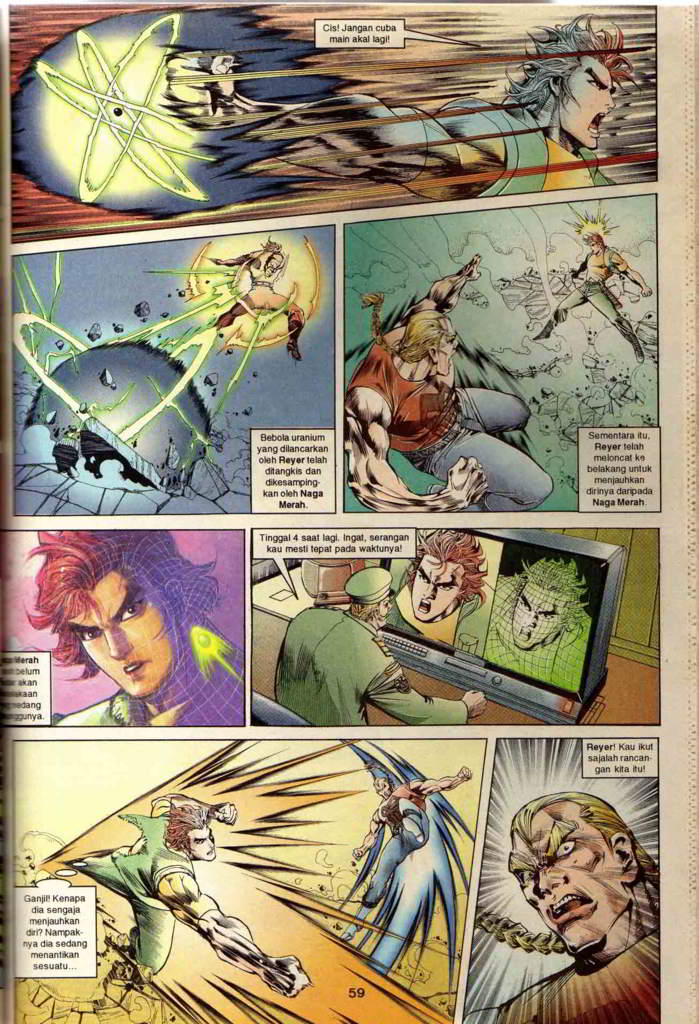 Cis! Jangan cuba
main akal lagi!
Bebola uranium
yang dilancarkan
oleh Reyer telah
ditangkis dan
dikesamping-
kan oleh Naga
Merah.
Sementara itu,
Reyer telah
meloncat ke
belakang untuk
menjauhkan
dirinya daripada
Naga Merah.
Merah
belum
akan
sedang
Tinggal 4 saat lagi. Ingat, serangan
kau mesti tepat pada waktunya!
Ganjil! Kenapa
dia sengaja
menjauhkan
diri? Nampak-
nya dia sedang
menantikan
sesuatu...
Reyer! Kau ikut
sajalah rancan-
gan kita itu!
59